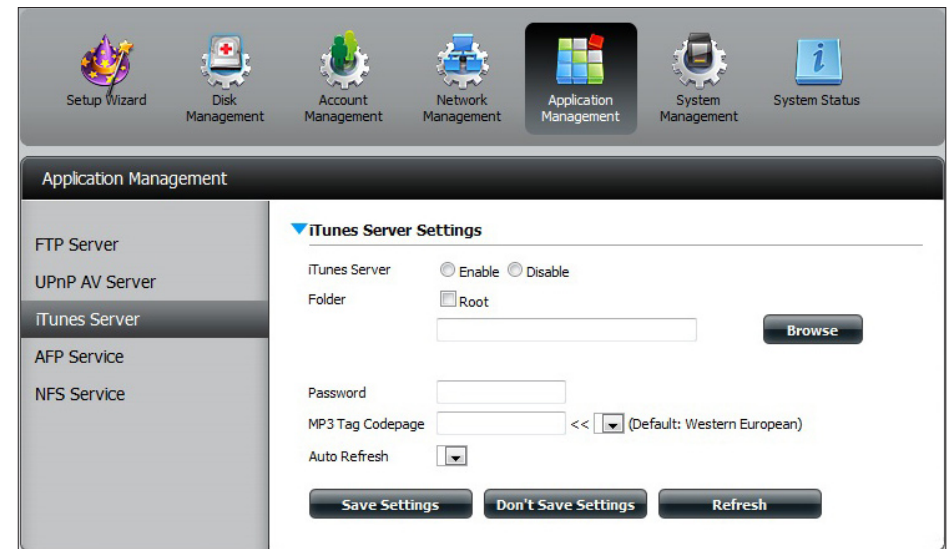 Setup Wizard
Disk
Management
Account
Management
Network
Management
Application
Management
System
Management
System Status
Application Management
FTP Server
UPnP AV Server
iTunes Server
AFP Service
NFS Service
iTunes Server Settings
iTunes Server Enable Disable
Folder Root
Browse
Password
MP3 Tag Codepage << (Default: Western European)
Auto Refresh
Save Settings Don't Save Settings Refresh